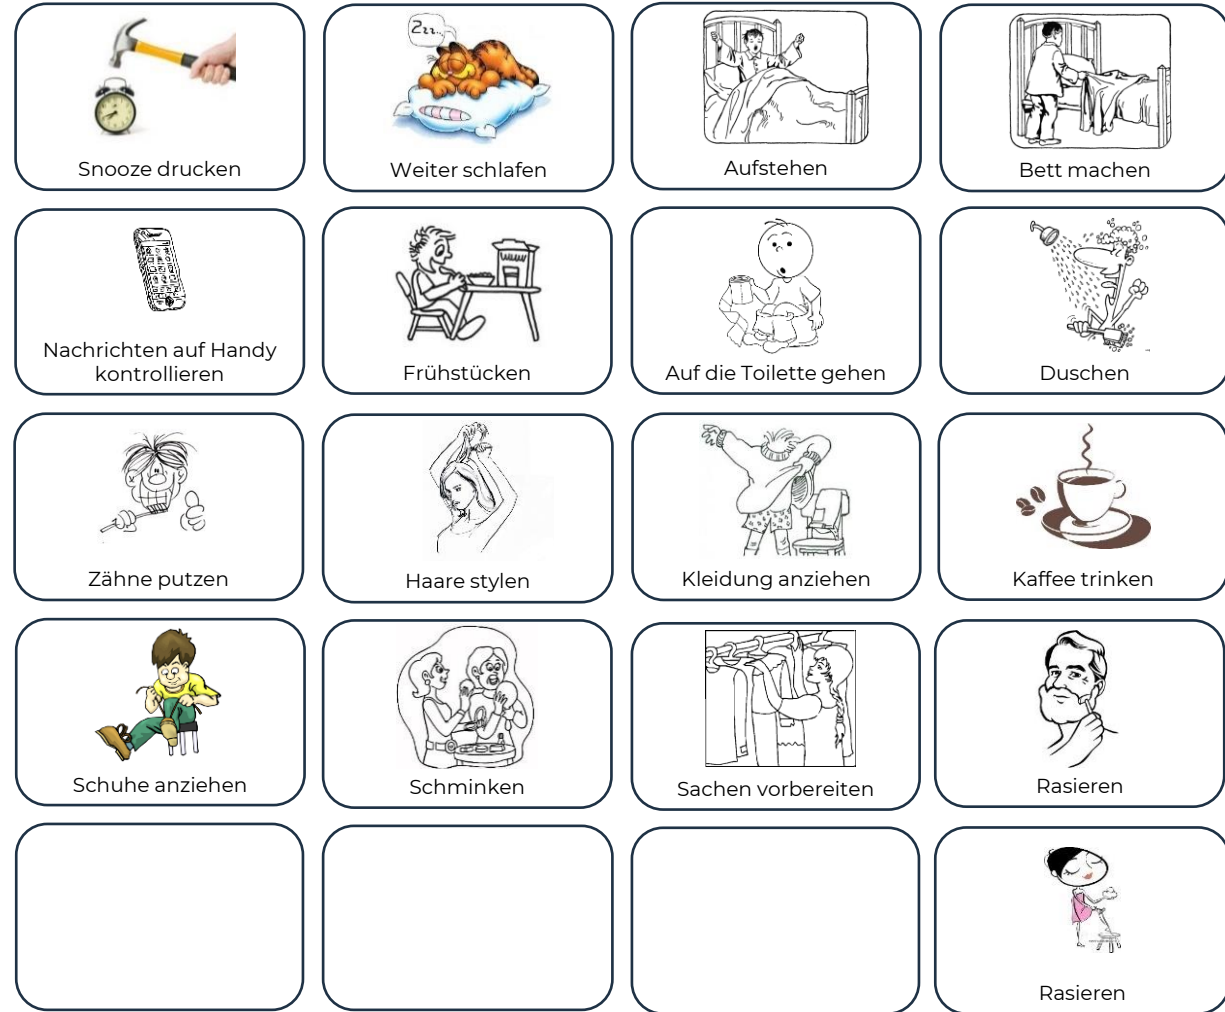 Zzz..
Snooze drucken
Weiter schlafen
Aufstehen
Bett machen
Nachrichten auf Handy
kontrollieren
Frühstücken
Auf die Toilette gehen
Duschen
Zähne putzen
Haare stylen
Kleidung anziehen
Kaffee trinken
Schuhe anziehen
Schminken
Sachen vorbereiten
Rasieren
Rasieren